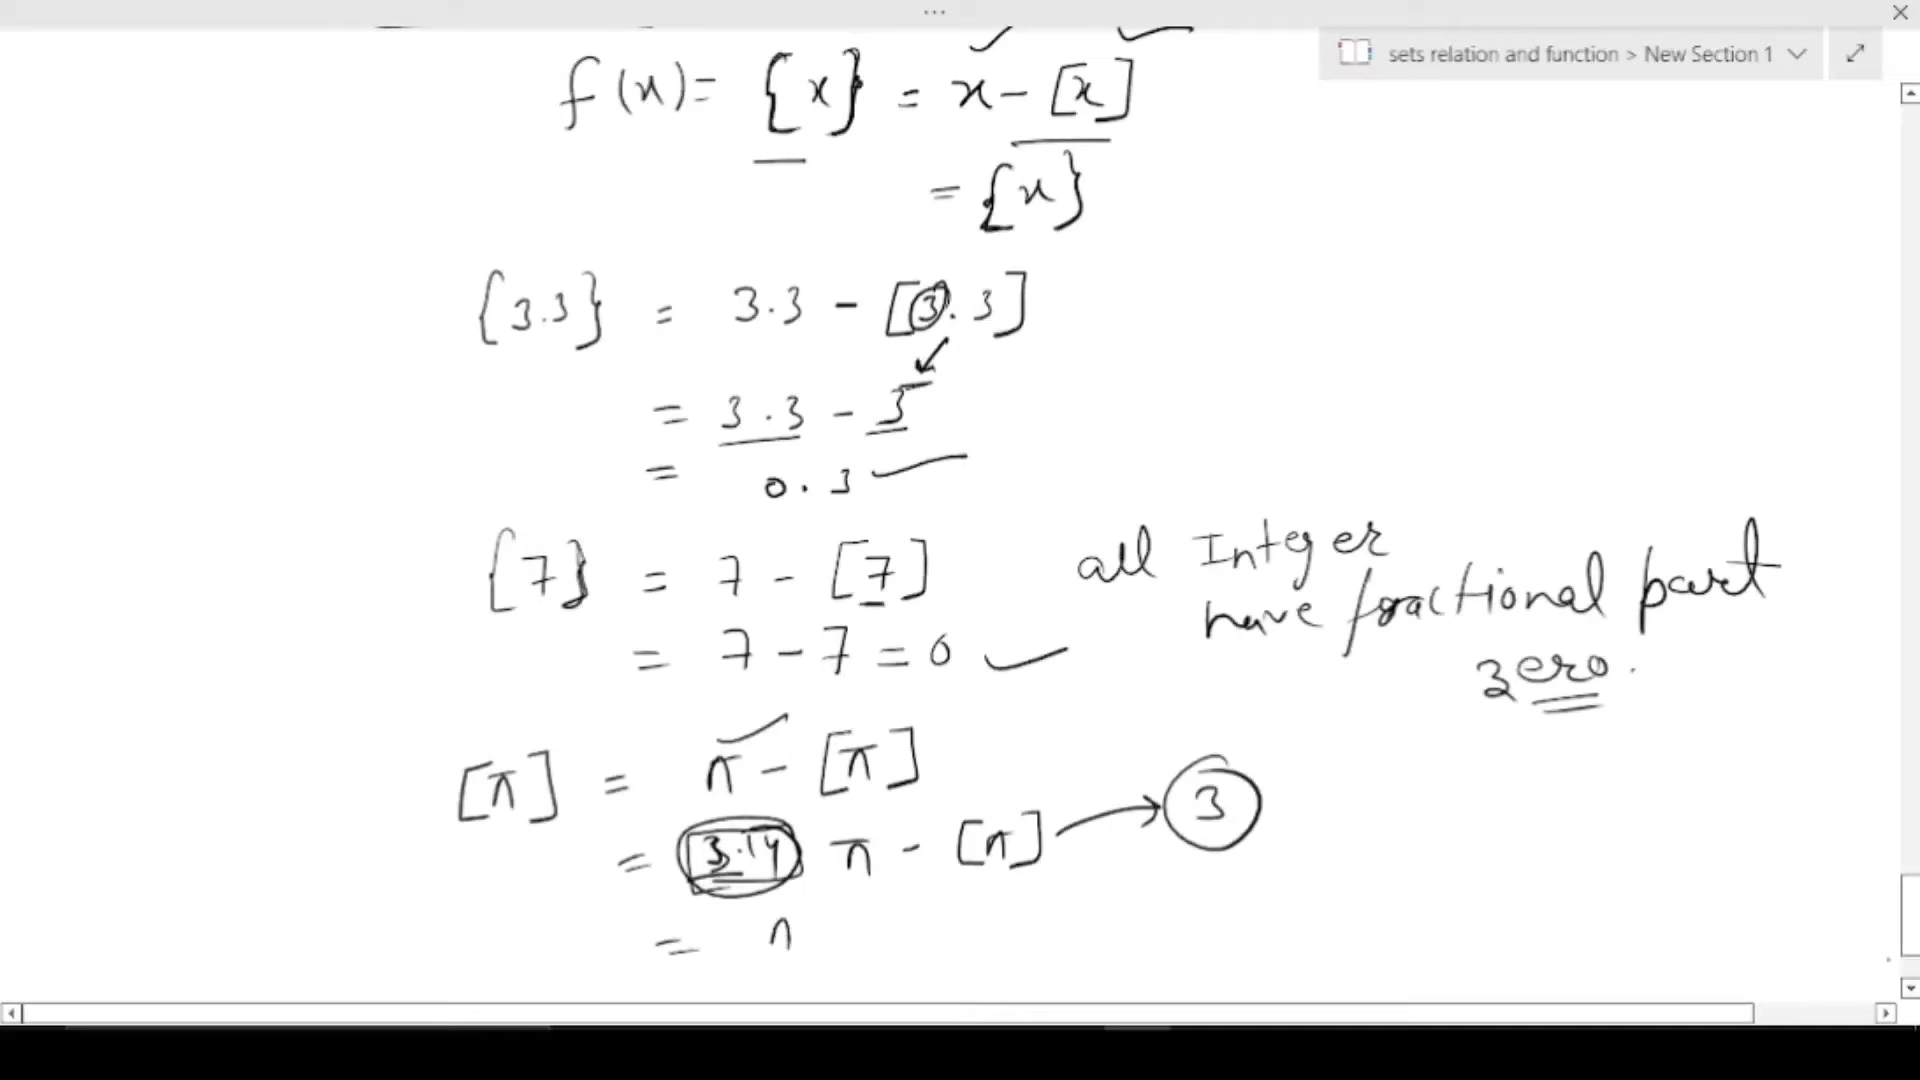 ...
sets relation and function > New Section 1
f(x) = {x} = x - [x]
= {x}
{3.3} = 3.3 - [3.3]
= 3.3 - 3
= 0.3
{7} = 7 - [7]
= 7 - 7 = 0
all Integer
have fractional part
zero.
[π] = π - [π]
= 3.14 π - [π] → 3
= π